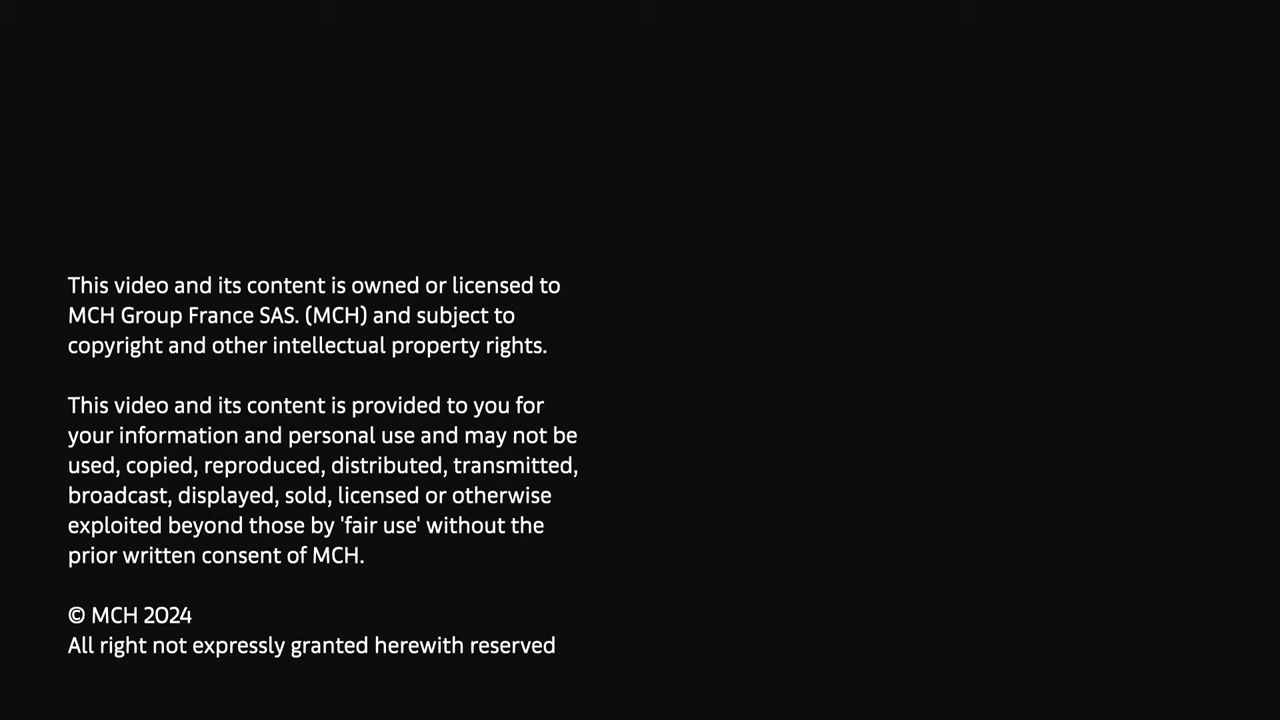 This video and its content is owned or licensed to
MCH Group France SAS. (MCH) and subject to
copyright and other intellectual property rights.
This video and its content is provided to you for
your information and personal use and may not be
used, copied, reproduced, distributed, transmitted,
broadcast, displayed, sold, licensed or otherwise
exploited beyond those by 'fair use' without the
prior written consent of MCH.
© MCH 2024
All right not expressly granted herewith reserved